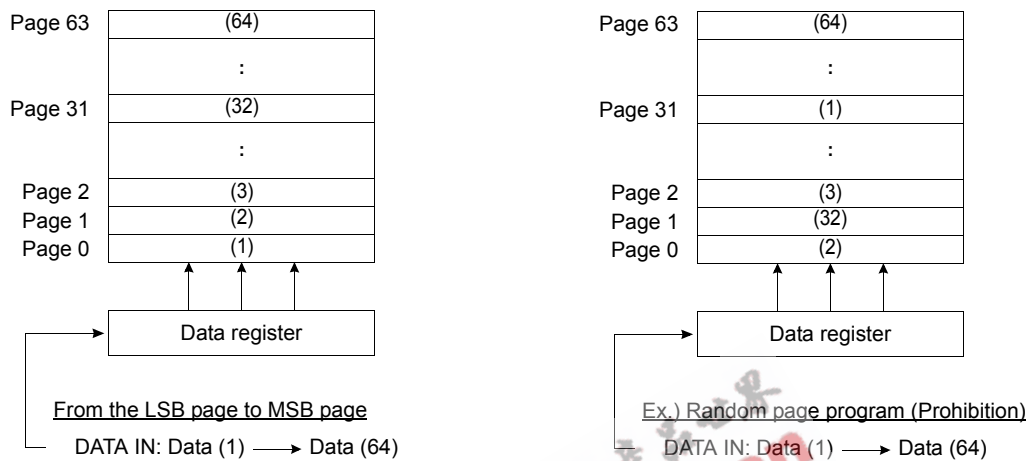 Page 63 (64)
:
Page 31 (32)
:
Page 2 (3)
Page 1 (2)
Page 0 (1)
Data register
From the LSB page to MSB page
DATA IN: Data (1) Data (64)
Page 63 (64)
:
Page 31 (1)
:
Page 2 (3)
Page 1 (32)
Page 0 (2)
Data register
Ex.) Random page program (Prohibition)
DATA IN: Data (1) Data (64)